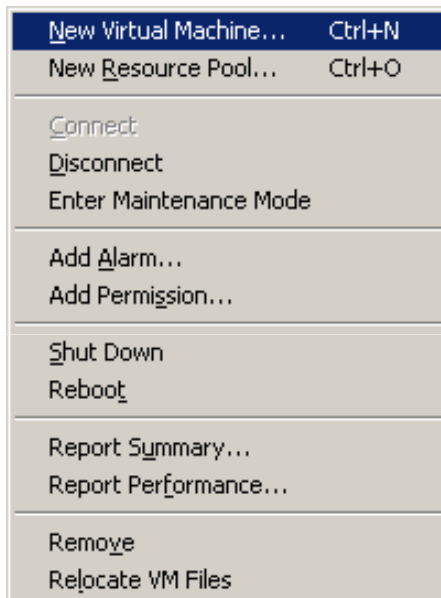 New Virtual Machine... Ctrl+N
New Resource Pool... Ctrl+O
Connect
Disconnect
Enter Maintenance Mode
Add Alarm...
Add Permission...
Shut Down
Reboot
Report Summary...
Report Performance...
Remove
Relocate VM Files